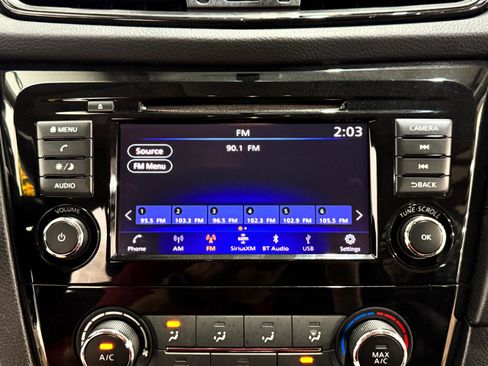 FM 2:03
MENU
CAMERA
90.1 FM
Source
FM Menu
AUDIO
BACK
VOLUME
TUNE·SCROLL
OK
1 2 3 4 5 6
95.5 FM 103.3 FM 96.5 FM 102.3 FM 102.9 FM 105.5 FM
Phone AM FM SiriusXM BT Audio USB Settings
A/C
MAX A/C